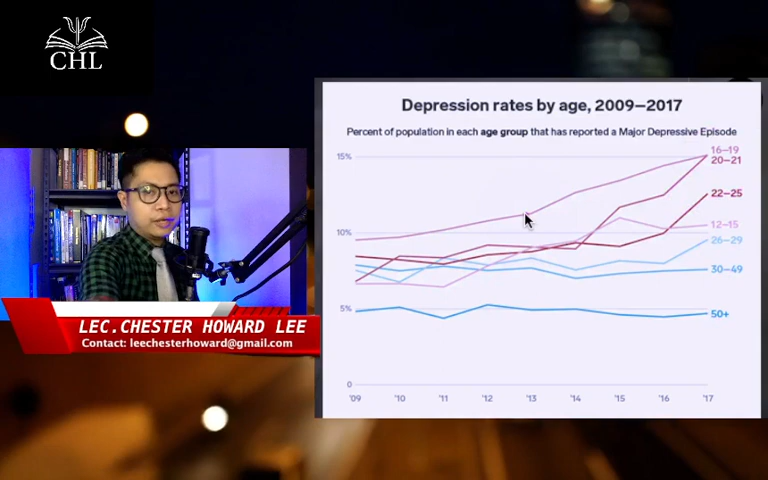 CHL
Depression rates by age, 2009–2017
Percent of population in each age group that has reported a Major Depressive Episode
16–19
15%
20–21
22–25
12–15
10%
26–29
30–49
5%
50+
0
'09 '10 '11 '12 '13 '14 '15 '16 '17
LEC.CHESTER HOWARD LEE
Contact: leechesterhoward@gmail.com